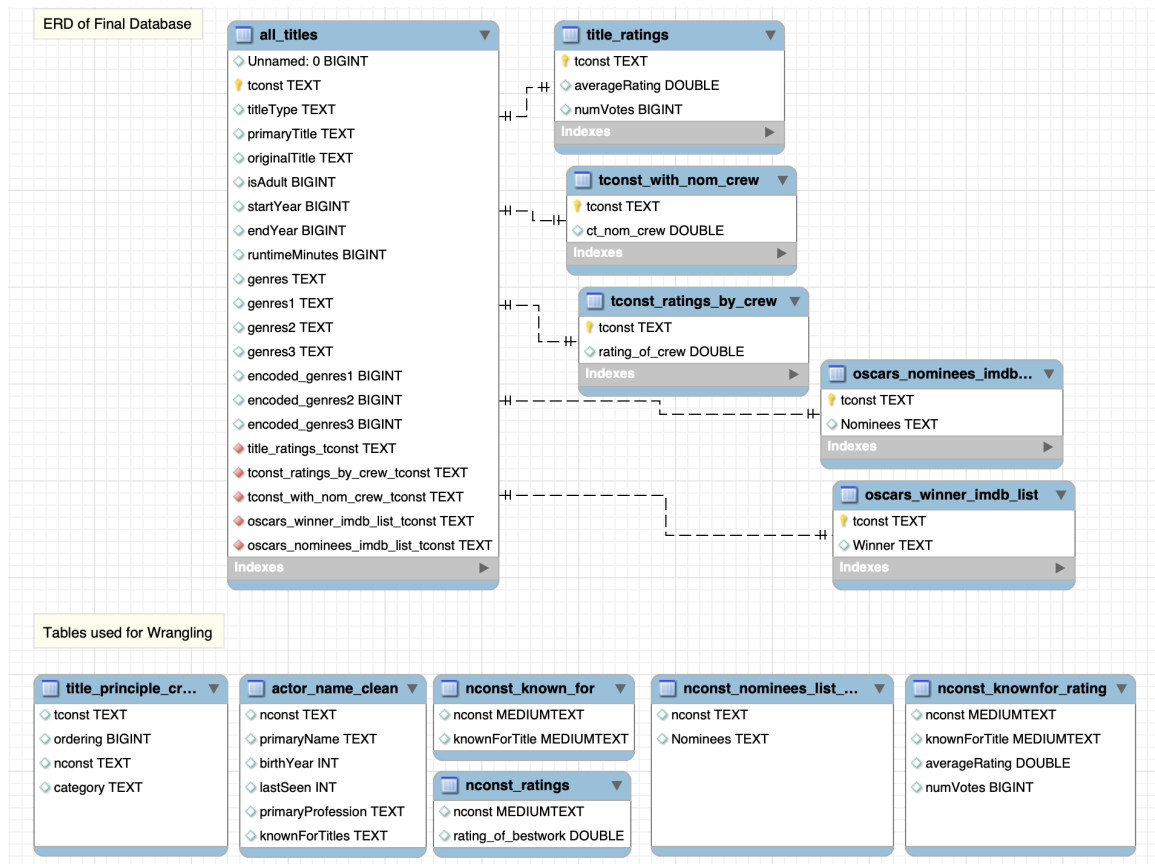 ERD of Final Database
all_titles
Unnamed: 0 BIGINT
tconst TEXT
titleType TEXT
primaryTitle TEXT
originalTitle TEXT
isAdult BIGINT
startYear BIGINT
endYear BIGINT
runtimeMinutes BIGINT
genres TEXT
genres1 TEXT
genres2 TEXT
genres3 TEXT
encoded_genres1 BIGINT
encoded_genres2 BIGINT
encoded_genres3 BIGINT
title_ratings_tconst TEXT
tconst_ratings_by_crew_tconst TEXT
tconst_with_nom_crew_tconst TEXT
oscars_winner_imdb_list_tconst TEXT
oscars_nominees_imdb_list_tconst TEXT
Indexes
title_ratings
tconst TEXT
averageRating DOUBLE
numVotes BIGINT
Indexes
tconst_with_nom_crew
tconst TEXT
ct_nom_crew DOUBLE
Indexes
tconst_ratings_by_crew
tconst TEXT
rating_of_crew DOUBLE
Indexes
oscars_nominees_imdb...
tconst TEXT
Nominees TEXT
Indexes
oscars_winner_imdb_list
tconst TEXT
Winner TEXT
Indexes
Tables used for Wrangling
title_principle_cr...
tconst TEXT
ordering BIGINT
nconst TEXT
category TEXT
actor_name_clean
nconst TEXT
primaryName TEXT
birthYear INT
lastSeen INT
primaryProfession TEXT
knownForTitles TEXT
nconst_known_for
nconst MEDIUMTEXT
knownForTitle MEDIUMTEXT
nconst_ratings
nconst MEDIUMTEXT
rating_of_bestwork DOUBLE
nconst_nominees_list_...
nconst TEXT
Nominees TEXT
nconst_knownfor_rating
nconst MEDIUMTEXT
knownForTitle MEDIUMTEXT
averageRating DOUBLE
numVotes BIGINT